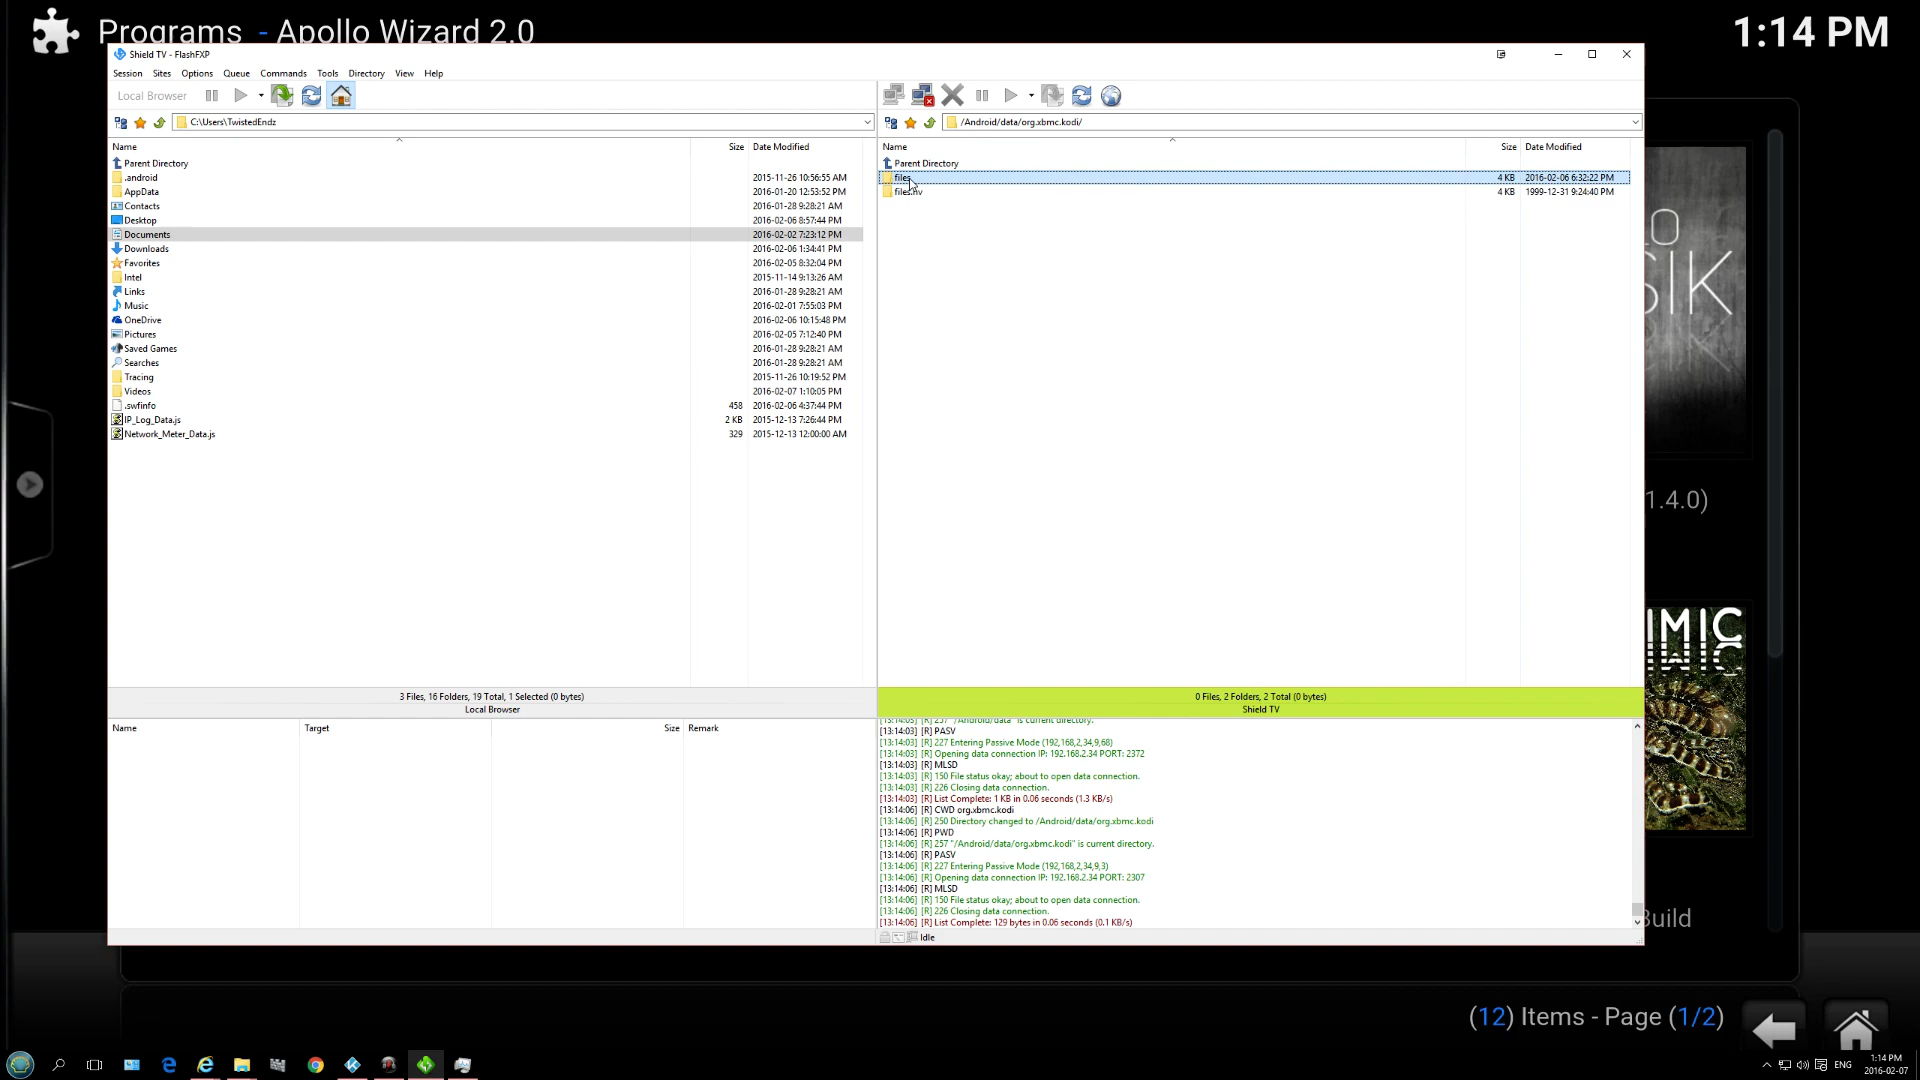 Programs - Apollo Wizard 2.0
1:14 PM
Shield TV - FlashFXP
Session Sites Options Queue Commands Tools Directory View Help
Local Browser
C:\Users\TwistedEndz
/Android/data/org.xbmc.kodi/
Name Size Date Modified
Parent Directory
.android 2015-11-26 10:56:55 AM
AppData 2016-01-20 12:53:52 PM
Contacts 2016-01-28 9:28:21 AM
Desktop 2016-02-06 8:57:44 PM
Documents 2016-02-02 7:23:12 PM
Downloads 2016-02-06 1:34:41 PM
Favorites 2016-02-05 8:32:04 PM
Intel 2015-11-14 9:13:26 AM
Links 2016-01-28 9:28:21 AM
Music 2016-02-01 7:55:03 PM
OneDrive 2016-02-06 10:15:48 PM
Pictures 2016-02-05 7:12:40 PM
Saved Games 2016-01-28 9:28:21 AM
Searches 2016-01-28 9:28:21 AM
Tracing 2015-11-26 10:19:52 PM
Videos 2016-02-07 1:10:05 PM
.swfinfo 458 2016-02-06 4:37:44 PM
IP_Log_Data.js 2 KB 2015-12-13 7:26:44 PM
Network_Meter_Data.js 329 2015-12-13 12:00:00 AM
3 Files, 16 Folders, 19 Total, 1 Selected (0 bytes)
Local Browser
Name Target Size Remark
Name Size Date Modified
Parent Directory
files 4 KB 2016-02-06 6:32:22 PM
files.nv 4 KB 1999-12-31 9:24:40 PM
0 Files, 2 Folders, 2 Total (0 bytes)
Shield TV
[13:14:03] [R] 257 "/Android/data" is current directory.
[13:14:03] [R] PASV
[13:14:03] [R] 227 Entering Passive Mode (192,168,2,34,9,68)
[13:14:03] [R] Opening data connection IP: 192.168.2.34 PORT: 2372
[13:14:03] [R] MLSD
[13:14:03] [R] 150 File status okay; about to open data connection.
[13:14:03] [R] 226 Closing data connection.
[13:14:03] [R] List Complete: 1 KB in 0.06 seconds (1.3 KB/s)
[13:14:06] [R] CWD org.xbmc.kodi
[13:14:06] [R] 250 Directory changed to /Android/data/org.xbmc.kodi
[13:14:06] [R] PWD
[13:14:06] [R] 257 "/Android/data/org.xbmc.kodi" is current directory.
[13:14:06] [R] PASV
[13:14:06] [R] 227 Entering Passive Mode (192,168,2,34,9,3)
[13:14:06] [R] Opening data connection IP: 192.168.2.34 PORT: 2307
[13:14:06] [R] MLSD
[13:14:06] [R] 150 File status okay; about to open data connection.
[13:14:06] [R] 226 Closing data connection.
[13:14:06] [R] List Complete: 129 bytes in 0.06 seconds (0.1 KB/s)
Idle
1.4.0)
Build
(12) Items - Page (1/2)
ENG
1:14 PM
2016-02-07